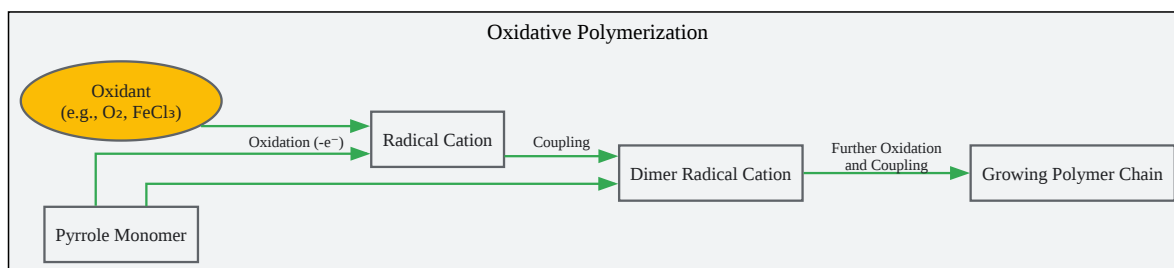 Oxidative Polymerization
Oxidant
(e.g., O₂, FeCl₃)
Oxidation (-e⁻)
Radical Cation
Coupling
Dimer Radical Cation
Further Oxidation
and Coupling
Growing Polymer Chain
Pyrrole Monomer